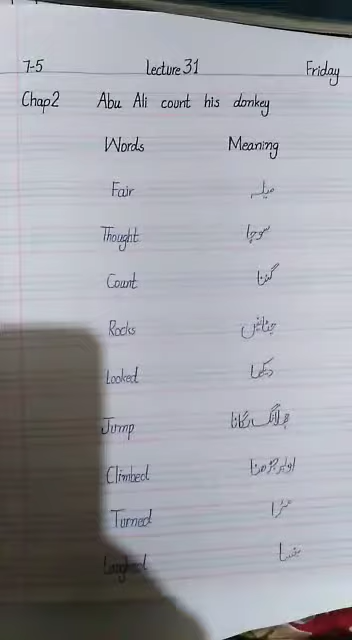 7-5 Lecture 31 Friday
Chap2 Abu Ali count his donkey
Words Meaning
Fair میلہ
Thought سوچا
Count گننا
Rocks چٹانیں
Looked دیکھا
Jump چھلانگ لگانا
Climbed اوپر چڑھنا
Turned مڑا
Laughed ہنسا